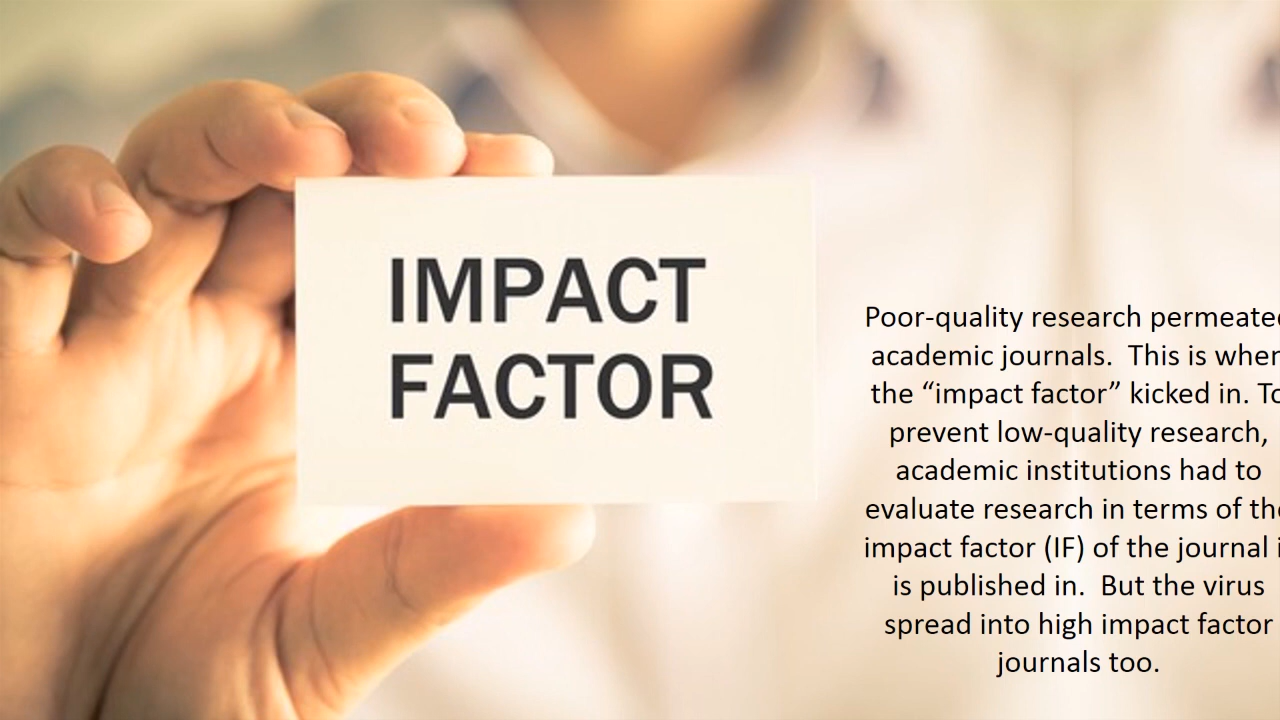 IMPACT
FACTOR
Poor-quality research permeated
academic journals.  This is when
the “impact factor” kicked in. To
prevent low-quality research,
academic institutions had to
evaluate research in terms of the
impact factor (IF) of the journal i
is published in.  But the virus
spread into high impact factor
journals too.